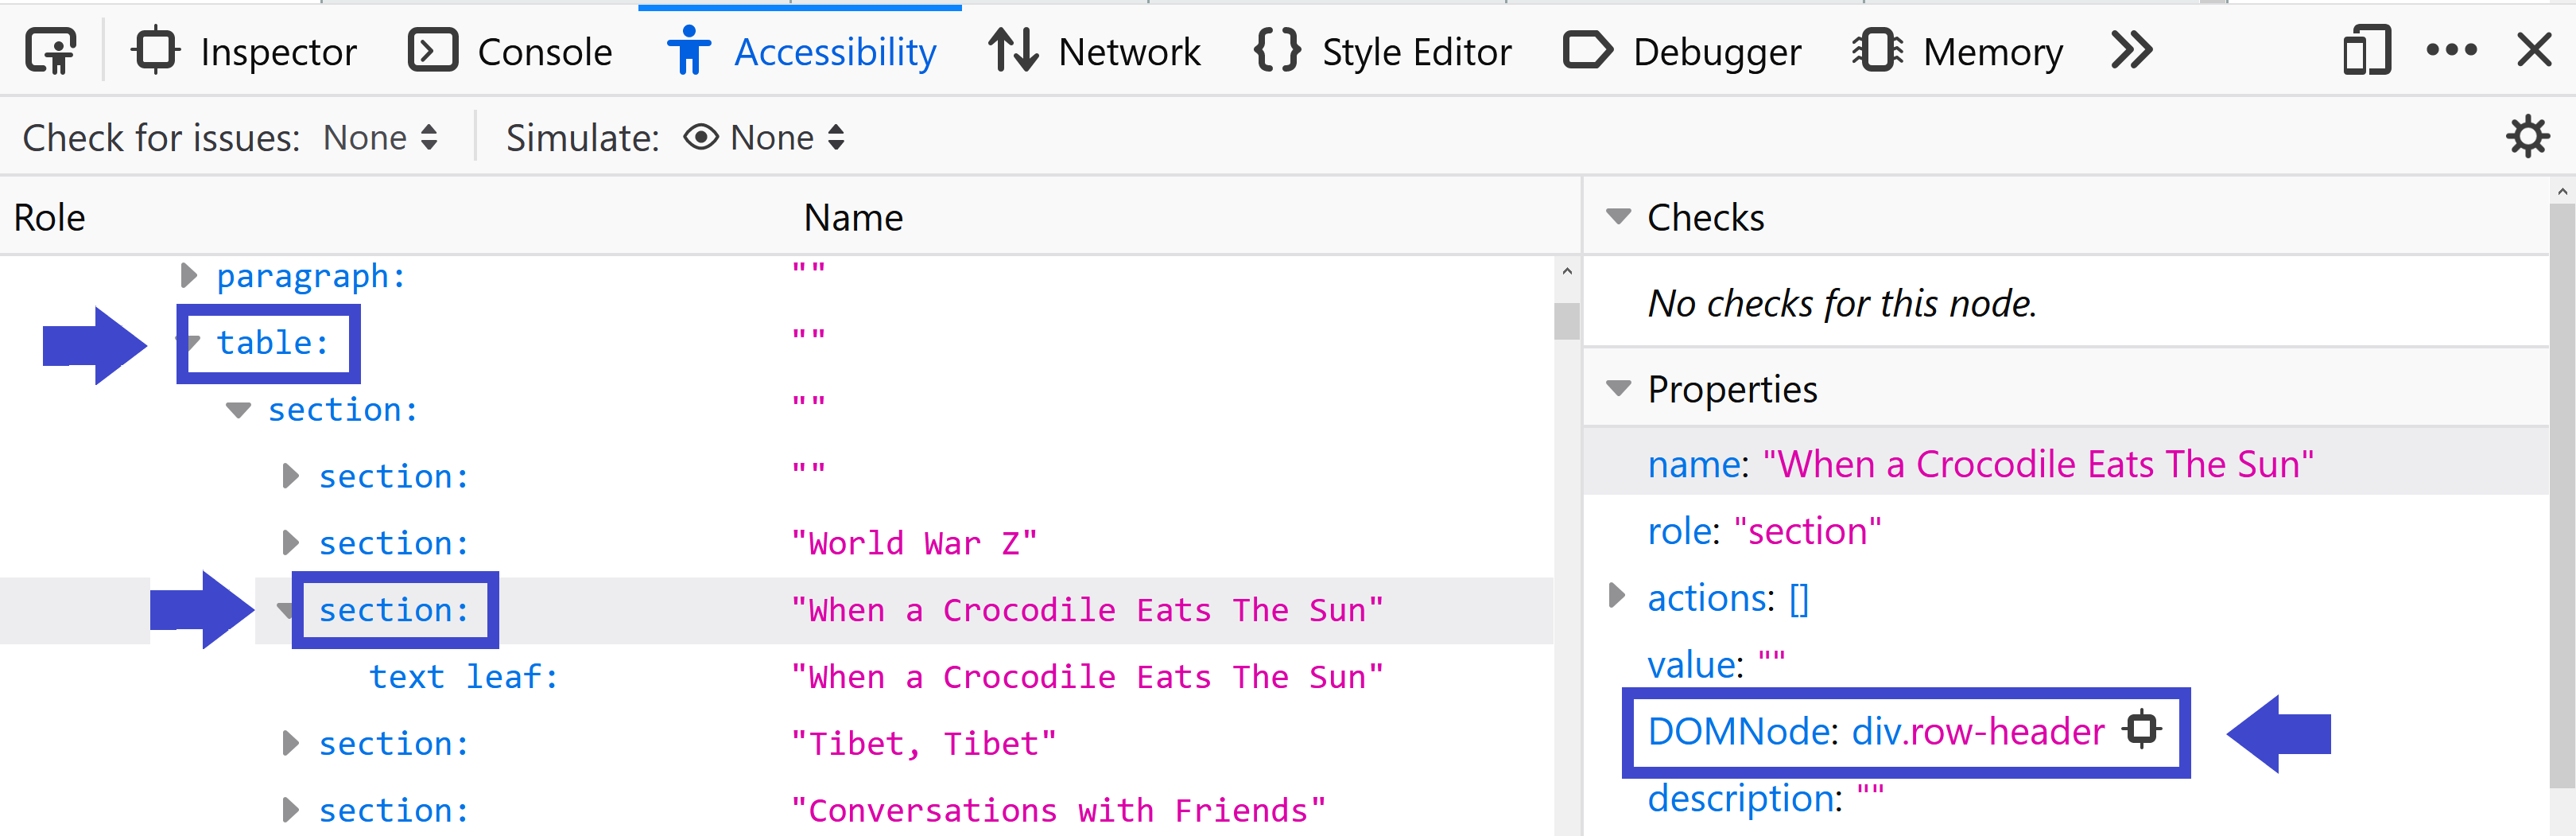 Inspector Console Accessibility Network Style Editor Debugger Memory
Check for issues: None Simulate: None
Role Name
paragraph: ""
table: ""
section: ""
section: ""
section: "World War Z"
section: "When a Crocodile Eats The Sun"
text leaf: "When a Crocodile Eats The Sun"
section: "Tibet, Tibet"
section: "Conversations with Friends"
Checks
No checks for this node.
Properties
name: "When a Crocodile Eats The Sun"
role: "section"
actions: []
value: ""
DOMNode: div.row-header
description: ""